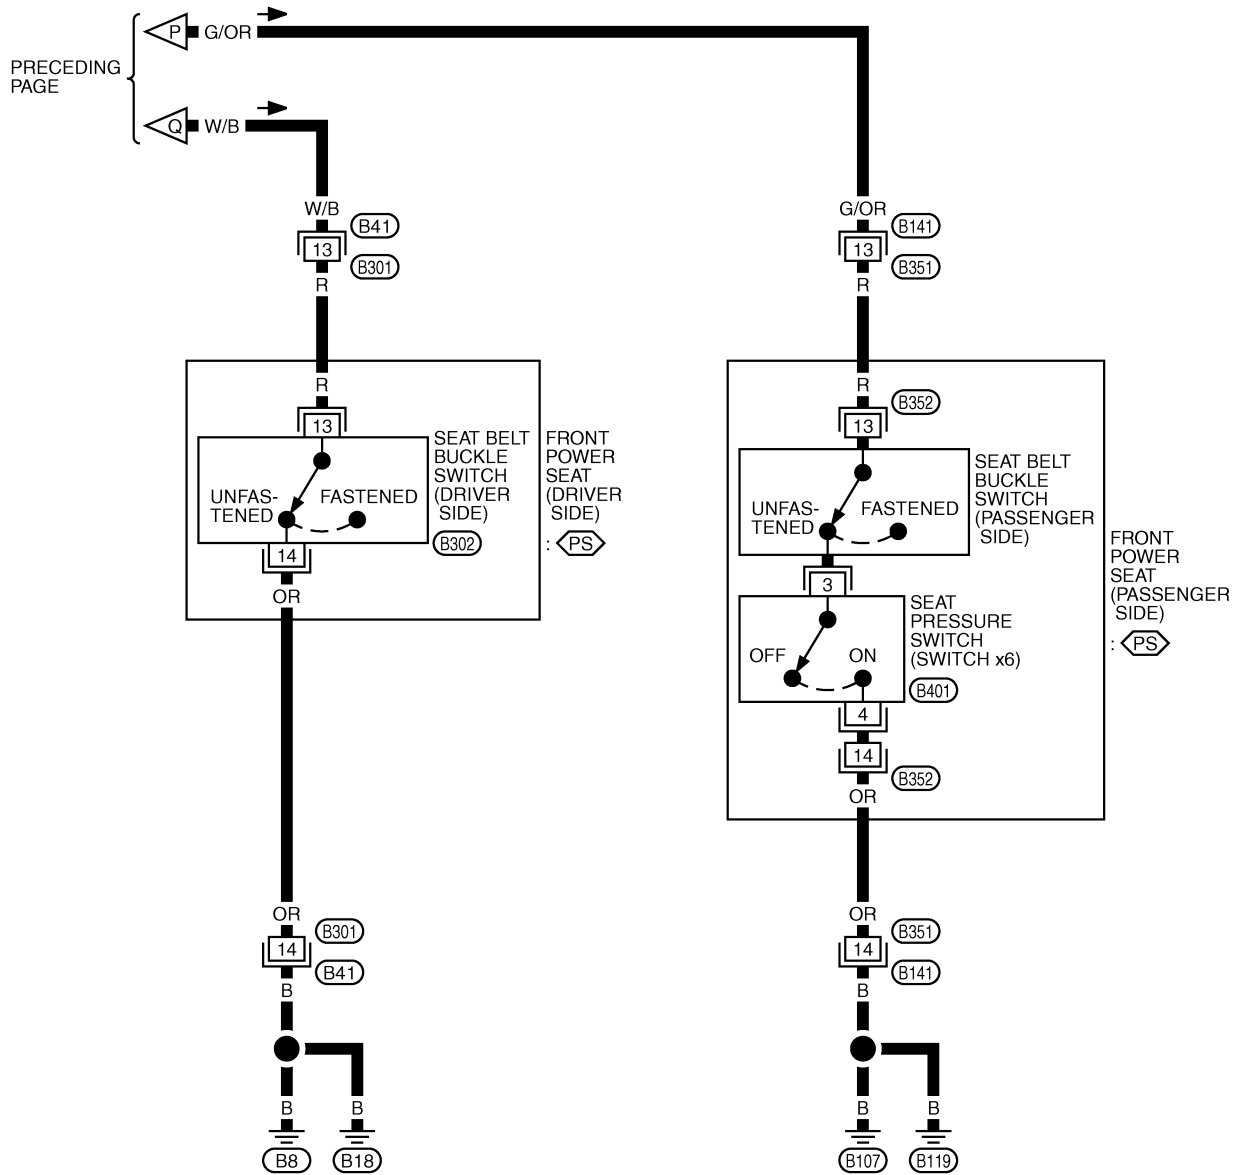 PRECEDING
PAGE
P G/OR
Q W/B
W/B
B41
13
B301
R
R
13
SEAT BELT
BUCKLE
SWITCH
(DRIVER
SIDE)
B302
UNFAS-
TENED
FASTENED
14
OR
FRONT
POWER
SEAT
(DRIVER
SIDE)
: PS
OR
B301
14
B41
B
B
B
B8
B18
G/OR
B141
13
B351
R
R
B352
13
SEAT BELT
BUCKLE
SWITCH
(PASSENGER
SIDE)
UNFAS-
TENED
FASTENED
3
SEAT
PRESSURE
SWITCH
(SWITCH x6)
B401
OFF
ON
4
14
B352
OR
FRONT
POWER
SEAT
(PASSENGER
SIDE)
: PS
OR
B351
14
B141
B
B
B
B107
B119